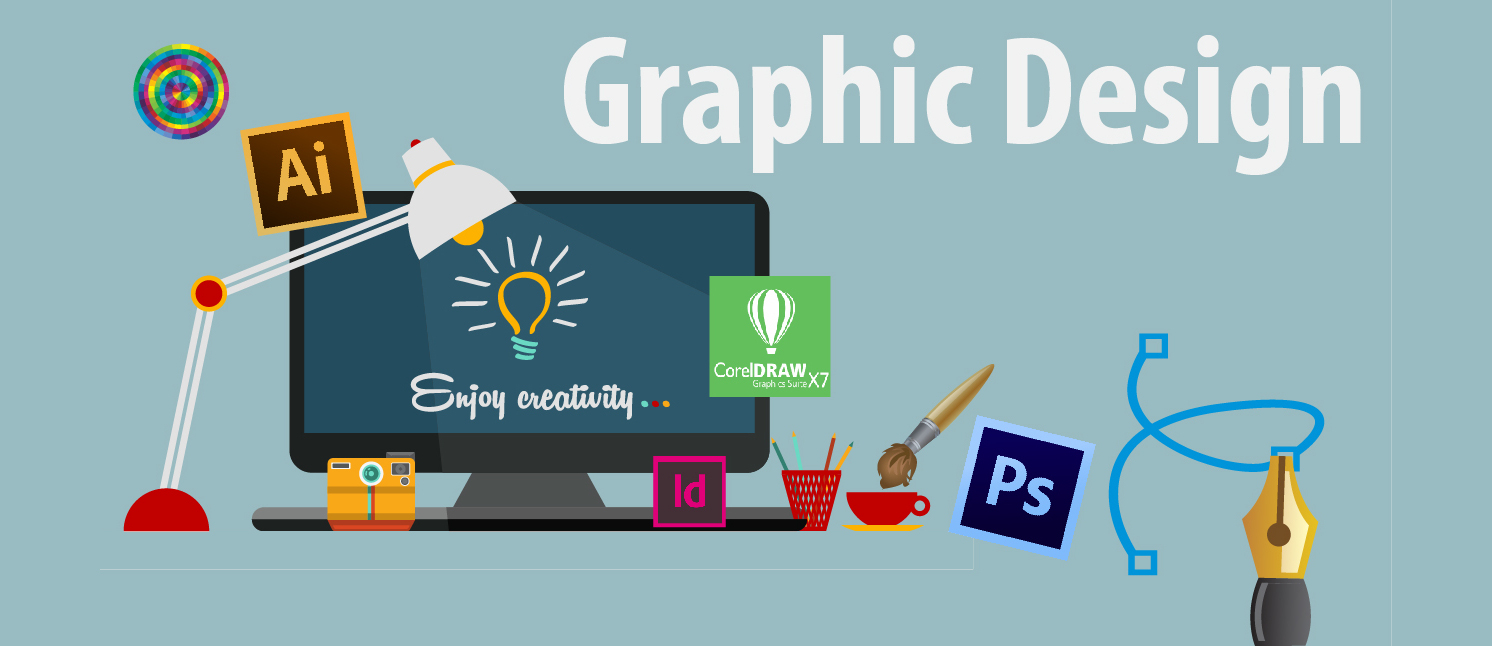 Graphic Design
Ai
Enjoy creativity...
CorelDRAW
Graphics Suite X7
Id
Ps